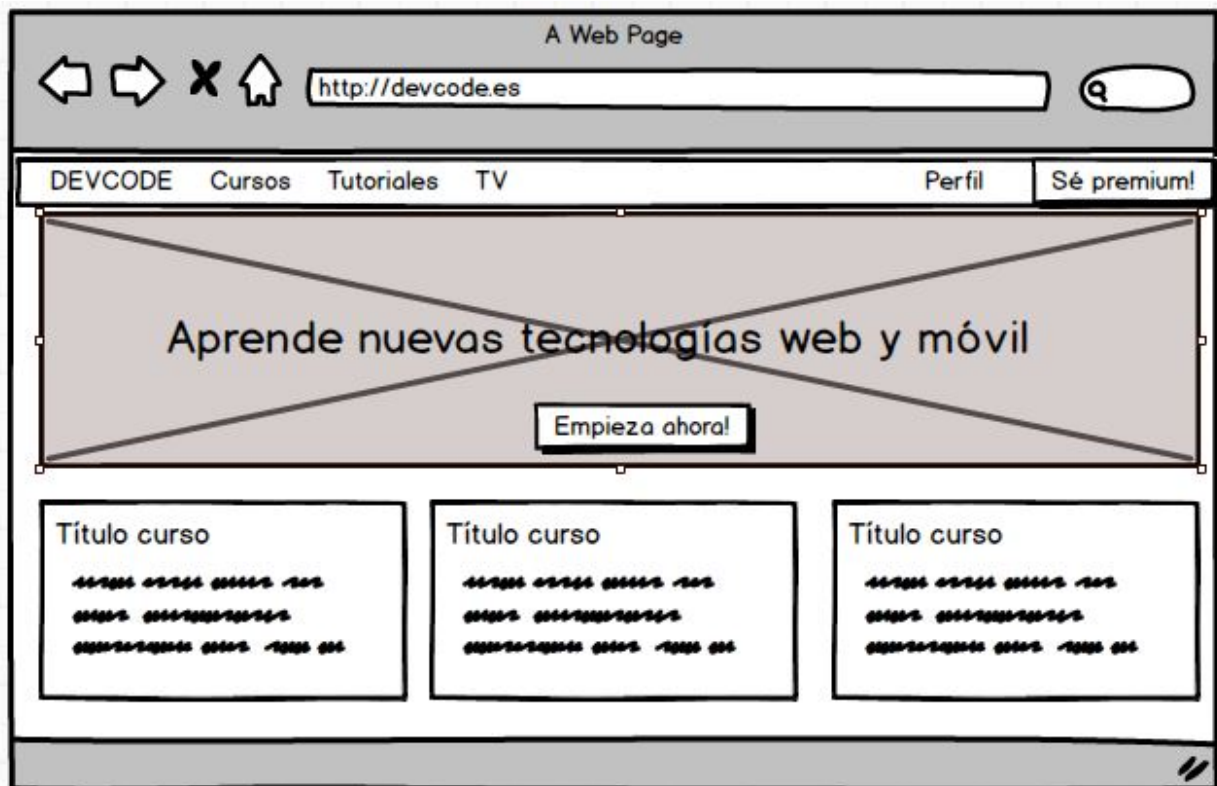 A Web Page
http://devcode.es
DEVCODE Cursos Tutoriales TV Perfil Sé premium!
Aprende nuevas tecnologías web y móvil
Empieza ahora!
Título curso Título curso Título curso